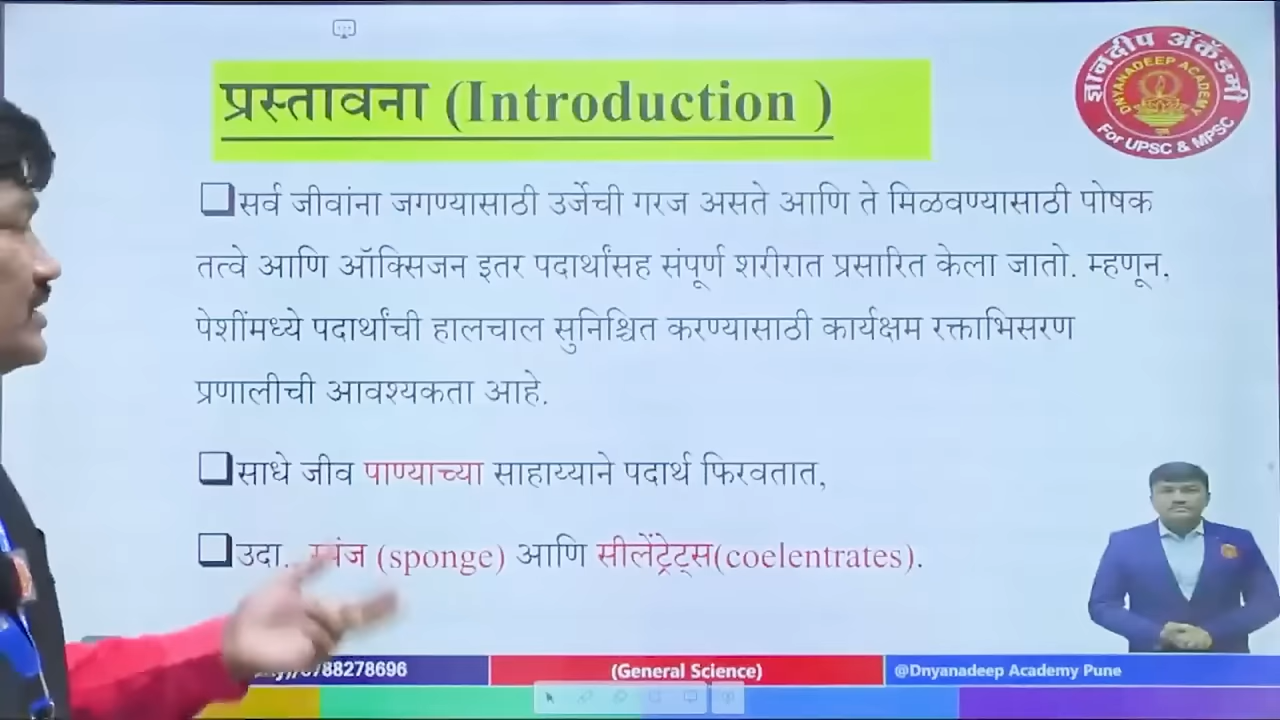 प्रस्तावना (Introduction )
ज्ञानदीप अ‍ॅकॅडमी
DNYANADEEP ACADEMY
पुणे
For UPSC & MPSC
सर्व जीवांना जगण्यासाठी उर्जेची गरज असते आणि ते मिळवण्यासाठी पोषक
तत्वे आणि ऑक्सिजन इतर पदार्थांसह संपूर्ण शरीरात प्रसारित केला जातो. म्हणून,
पेशींमध्ये पदार्थांची हालचाल सुनिश्चित करण्यासाठी कार्यक्षम रक्ताभिसरण
प्रणालीची आवश्यकता आहे.
साधे जीव पाण्याच्या साहाय्याने पदार्थ फिरवतात,
उदा. स्पंज (sponge) आणि सीलेंट्रेट्स(coelentrates).
8788278696
(General Science)
@Dnyanadeep Academy Pune